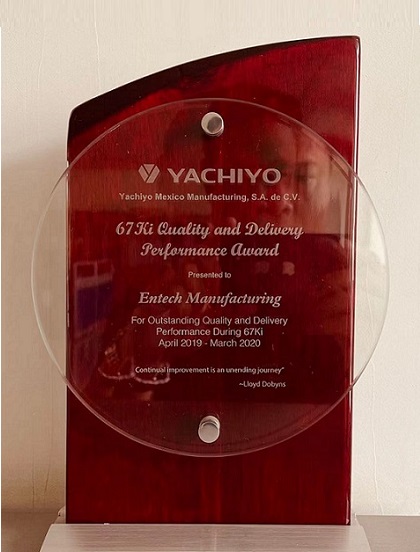 YACHIYO
Yachiyo Mexico Manufacturing, S.A. de C.V.
67Ki Quality and Delivery
Performance Award
Presented to
Entech Manufacturing
For Outstanding Quality and Delivery
Performance During 67Ki
April 2019 - March 2020
Continual improvement is an unending journey"
~Lloyd Dobyns